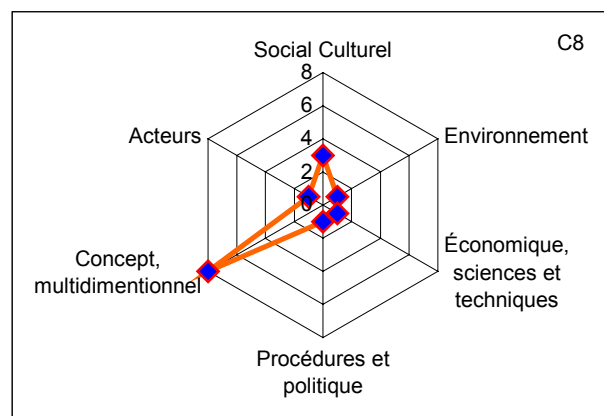 C8
Social Culturel
8
6
4
2
0
Acteurs
Environnement
Concept,
multidimentionnel
Économique,
sciences et
techniques
Procédures et
politique